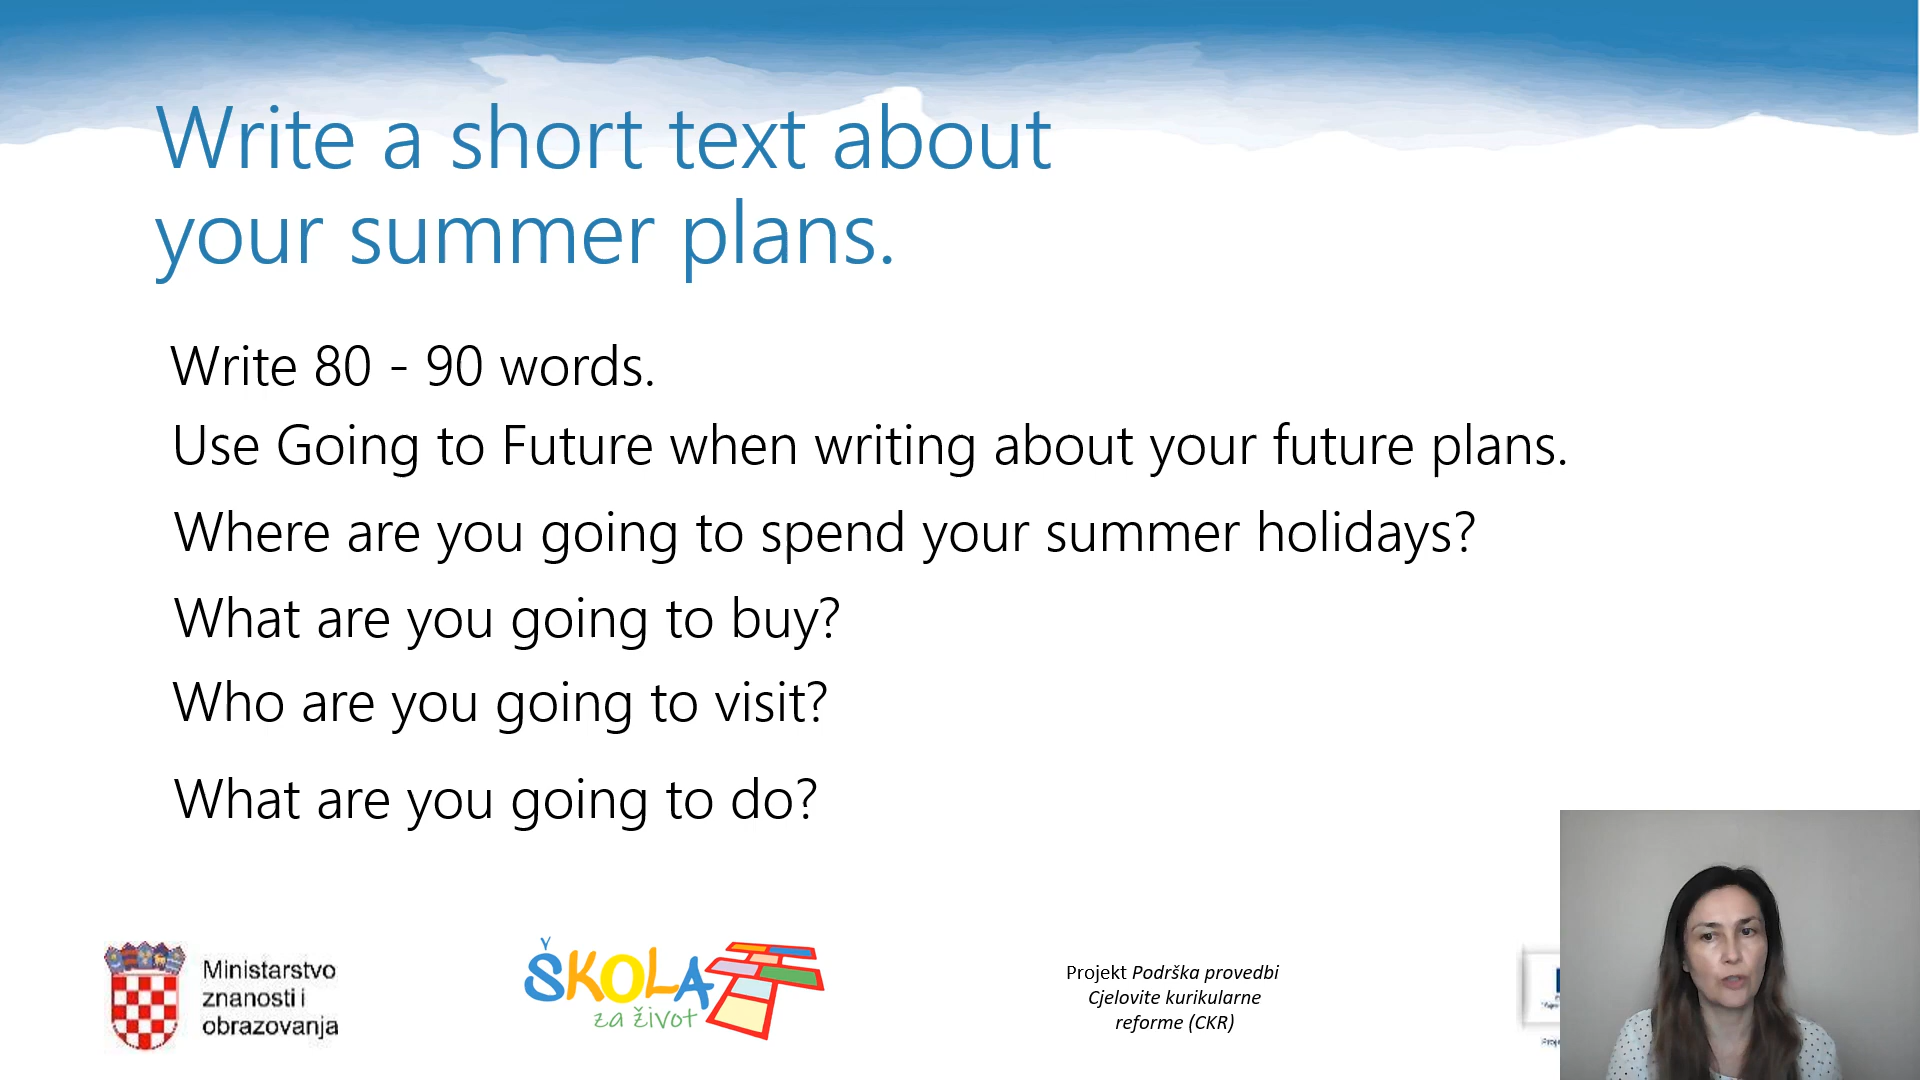 Write a short text about
your summer plans.
Write 80 - 90 words.
Use Going to Future when writing about your future plans.
Where are you going to spend your summer holidays?
What are you going to buy?
Who are you going to visit?
What are you going to do?
Ministarstvo
znanosti i
obrazovanja
ŠKOLA
za život
Projekt Podrška provedbi
Cjelovite kurikularne
reforme (CKR)